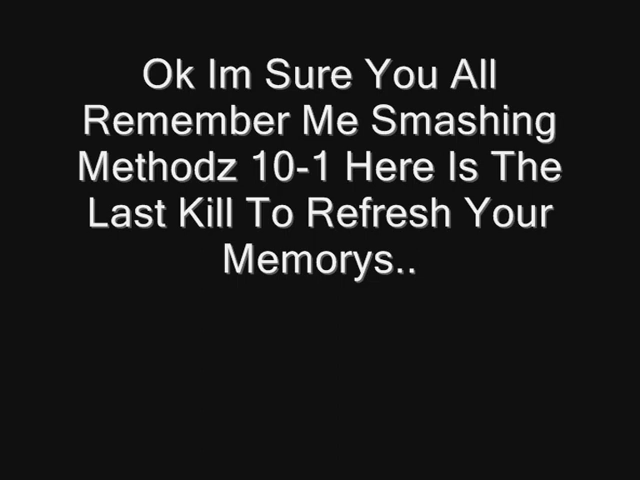 Ok Im Sure You All
Remember Me Smashing
Methodz 10-1 Here Is The
Last Kill To Refresh Your
Memorys..